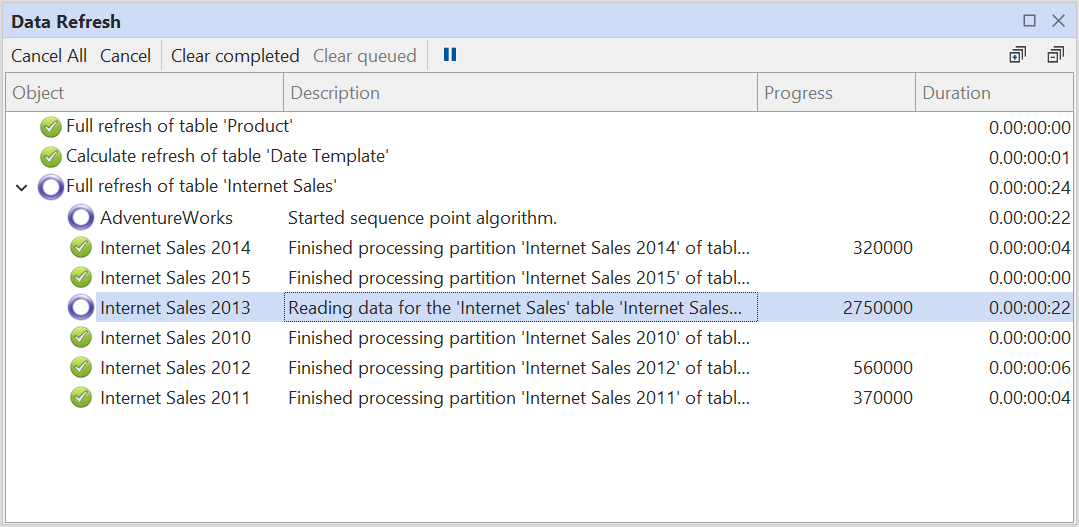 Data Refresh
Cancel All Cancel Clear completed Clear queued
Object Description Progress Duration
Full refresh of table 'Product' 0.00:00:00
Calculate refresh of table 'Date Template' 0.00:00:01
Full refresh of table 'Internet Sales' 0.00:00:24
AdventureWorks Started sequence point algorithm. 0.00:00:22
Internet Sales 2014 Finished processing partition 'Internet Sales 2014' of tabl... 320000 0.00:00:04
Internet Sales 2015 Finished processing partition 'Internet Sales 2015' of tabl... 0.00:00:00
Internet Sales 2013 Reading data for the 'Internet Sales' table 'Internet Sales... 2750000 0.00:00:22
Internet Sales 2010 Finished processing partition 'Internet Sales 2010' of tabl... 0.00:00:00
Internet Sales 2012 Finished processing partition 'Internet Sales 2012' of tabl... 560000 0.00:00:06
Internet Sales 2011 Finished processing partition 'Internet Sales 2011' of tabl... 370000 0.00:00:04